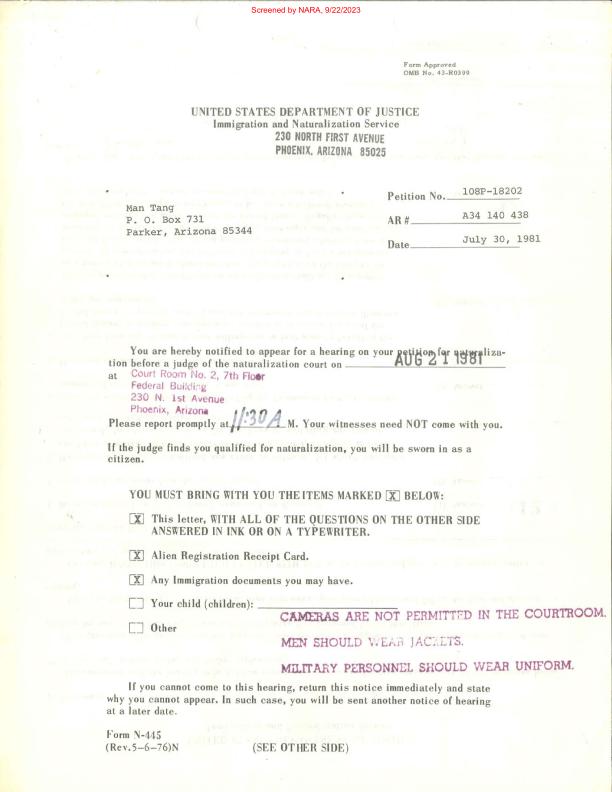 Screened by NARA, 9/22/2023
Form Approved
OMB No. 43-R0399
UNITED STATES DEPARTMENT OF JUSTICE
Immigration and Naturalization Service
230 NORTH FIRST AVENUE
PHOENIX, ARIZONA 85025
Petition No. 108P-18202
Man Tang
P. O. Box 731
Parker, Arizona 85344
AR # A34 140 438
Date July 30, 1981
You are hereby notified to appear for a hearing on your petition for naturaliza-
tion before a judge of the naturalization court on AUG 21 1981
at Court Room No. 2, 7th Floor
Federal Building
230 N. 1st Avenue
Phoenix, Arizona
Please report promptly at 11:30 A M. Your witnesses need NOT come with you.
If the judge finds you qualified for naturalization, you will be sworn in as a
citizen.
YOU MUST BRING WITH YOU THE ITEMS MARKED X BELOW:
X This letter, WITH ALL OF THE QUESTIONS ON THE OTHER SIDE
ANSWERED IN INK OR ON A TYPEWRITER.
X Alien Registration Receipt Card.
X Any Immigration documents you may have.
Your child (children):
CAMERAS ARE NOT PERMITTED IN THE COURTROOM.
Other
MEN SHOULD WEAR JACKETS.
MILITARY PERSONNEL SHOULD WEAR UNIFORM.
If you cannot come to this hearing, return this notice immediately and state
why you cannot appear. In such case, you will be sent another notice of hearing
at a later date.
Form N-445
(Rev.5-6-76)N
(SEE OTHER SIDE)